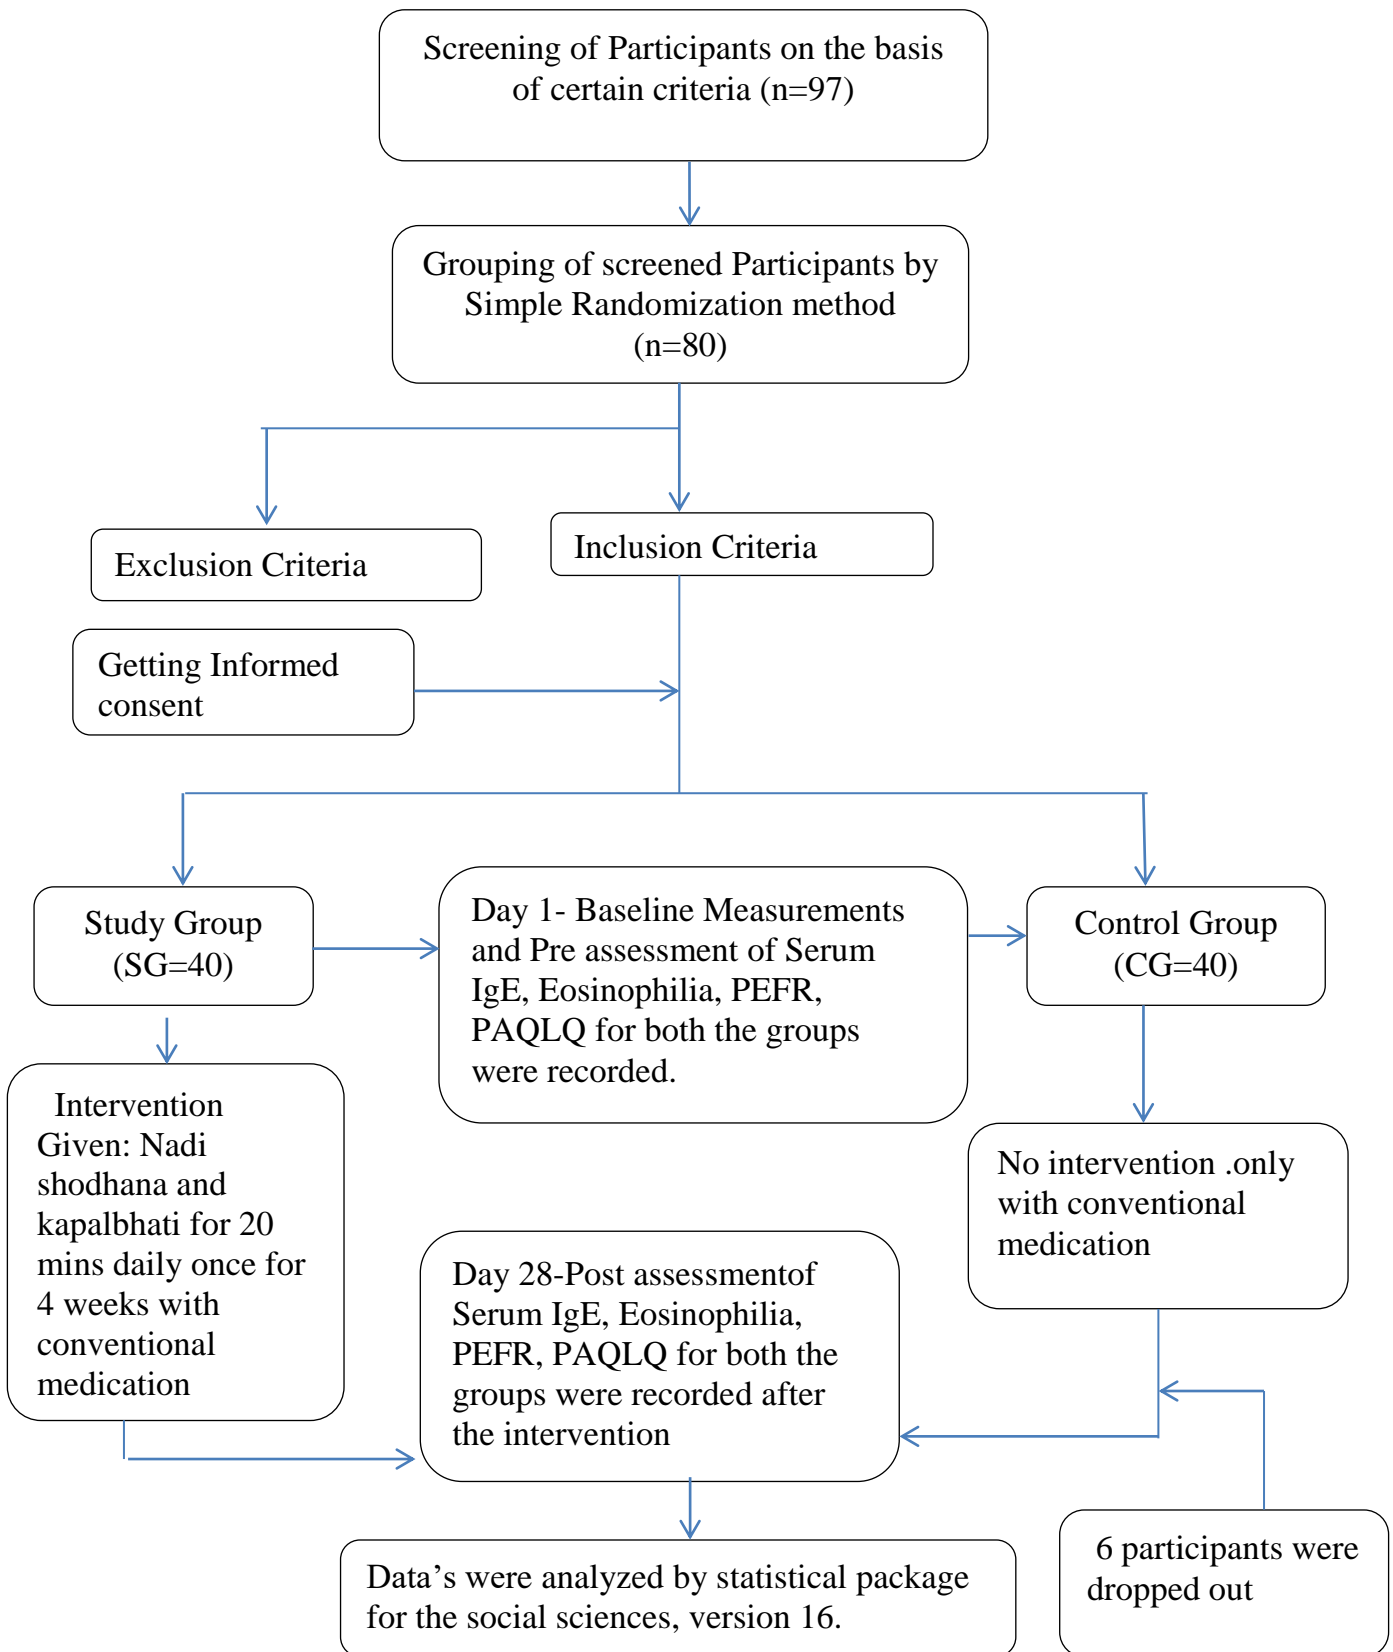 Screening of Participants on the basis
of certain criteria (n=97)
Grouping of screened Participants by
Simple Randomization method
(n=80)
Exclusion Criteria
Inclusion Criteria
Getting Informed
consent
Study Group
(SG=40)
Day 1- Baseline Measurements
and Pre assessment of Serum
IgE, Eosinophilia, PEFR,
PAQLQ for both the groups
were recorded.
Control Group
(CG=40)
Intervention
Given: Nadi
shodhana and
kapalbhati for 20
mins daily once for
4 weeks with
conventional
medication
No intervention .only
with conventional
medication
Day 28-Post assessmentof
Serum IgE, Eosinophilia,
PEFR, PAQLQ for both the
groups were recorded after
the intervention
6 participants were
dropped out
Data’s were analyzed by statistical package
for the social sciences, version 16.